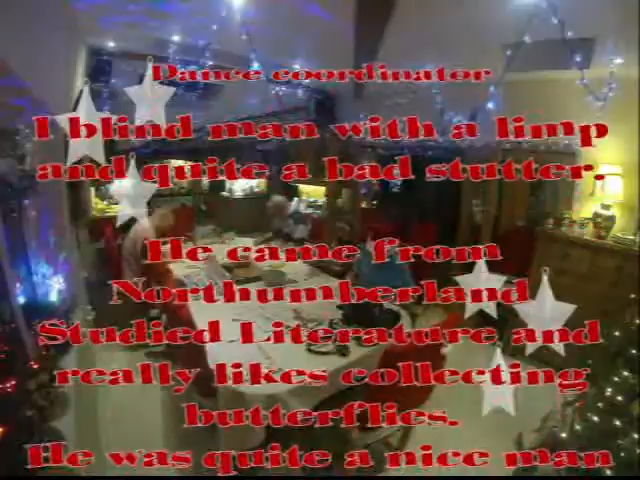 Dance coordinator
1 blind man with a limp
and quite a bad stutter.
He came from
Northumberland
Studied Literature and
really likes collecting
butterflies.
He was quite a nice man